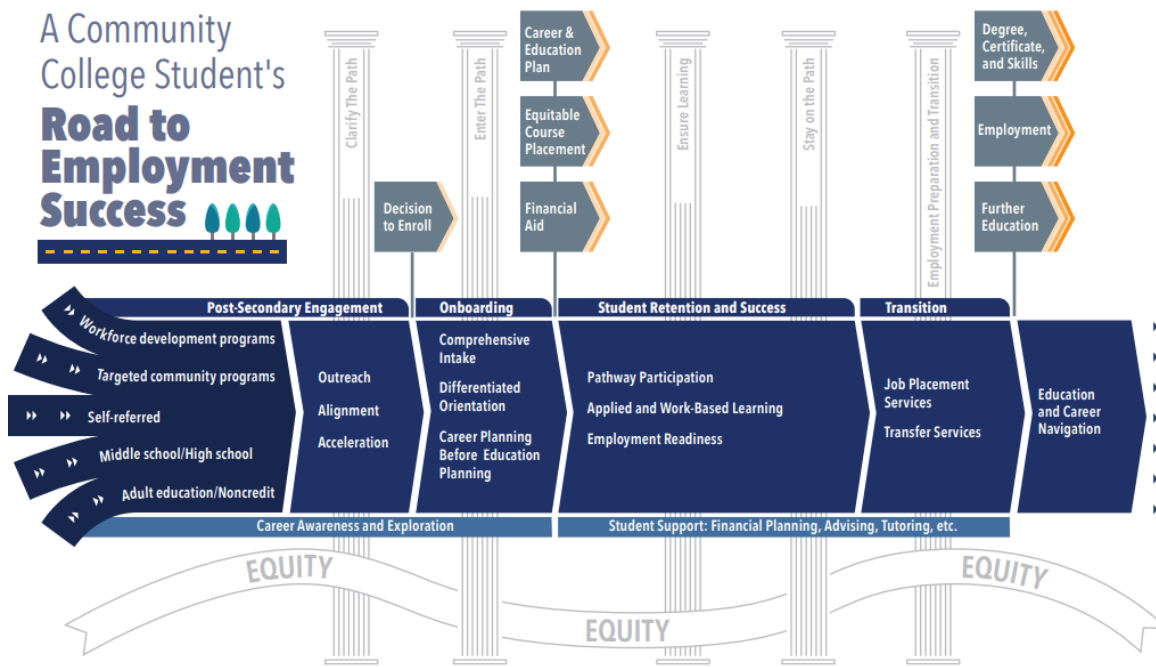 A Community
College Student's
Road to
Employment
Success
Clarify The Path
Enter The Path
Ensure Learning
Stay on the Path
Employment Preparation and Transition
Decision
to Enroll
Career &
Education
Plan
Equitable
Course
Placement
Financial
Aid
Degree,
Certificate,
and Skills
Employment
Further
Education
Post-Secondary Engagement
Onboarding
Student Retention and Success
Transition
Workforce development programs
Targeted community programs
Self-referred
Middle school/High school
Adult education/Noncredit
Outreach
Alignment
Acceleration
Comprehensive
Intake
Differentiated
Orientation
Career Planning
Before Education
Planning
Pathway Participation
Applied and Work-Based Learning
Employment Readiness
Job Placement
Services
Transfer Services
Education
and Career
Navigation
Career Awareness and Exploration
Student Support: Financial Planning, Advising, Tutoring, etc.
EQUITY
EQUITY
EQUITY